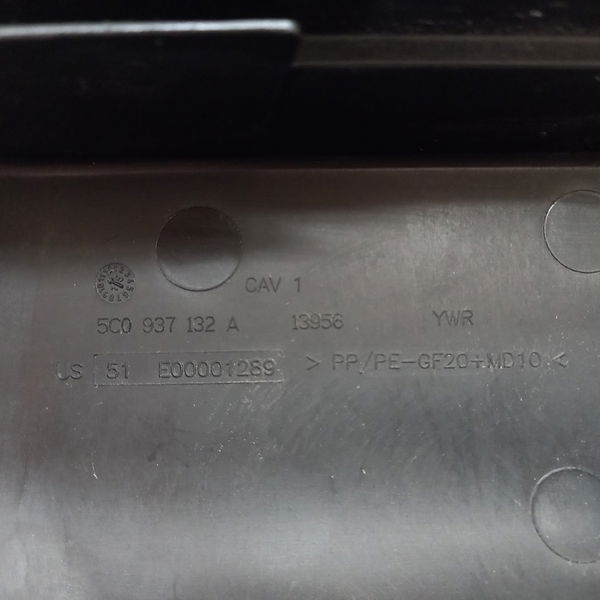 CAV 1
5C0 937 132 A 13956 YWR
US 51 E00001289 > PP/PE-GF20+MD10 <